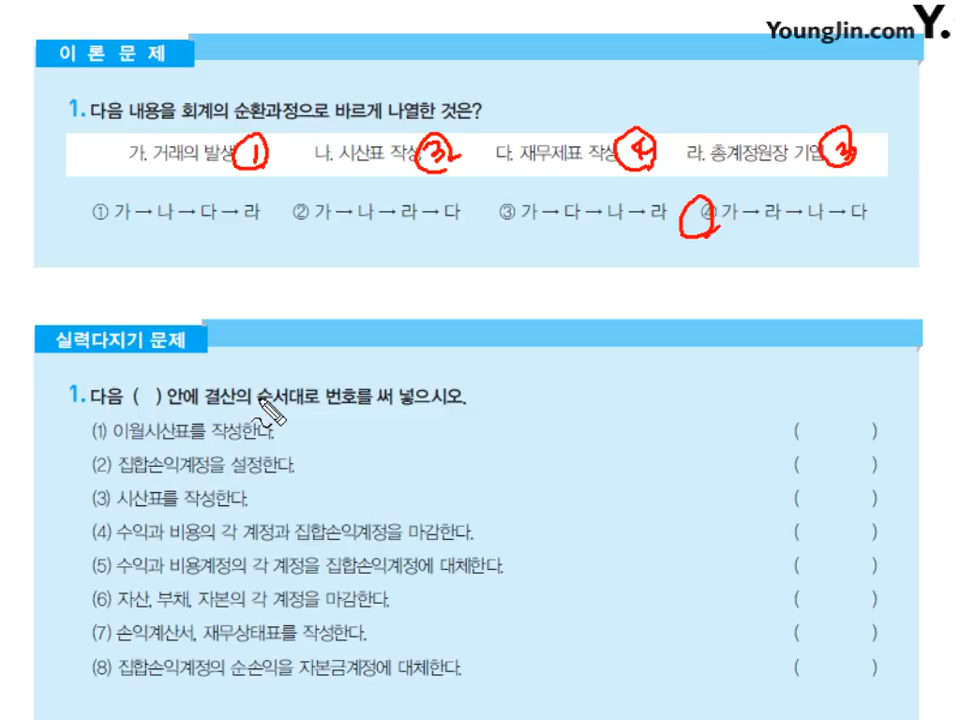 YoungJin.com Y.
이 론 문 제
1. 다음 내용을 회계의 순환과정으로 바르게 나열한 것은?
가. 거래의 발생 1 나. 시산표 작성 다. 재무제표 작성 4 라. 총계정원장 기입
① 가 → 나 → 다 → 라 ② 가 → 나 → 라 → 다 ③ 가 → 다 → 나 → 라 ④ 가 → 라 → 나 → 다
실력다지기 문제
1. 다음 ( ) 안에 결산의 순서대로 번호를 써 넣으시오.
(1) 이월시산표를 작성한다. ( )
(2) 집합손익계정을 설정한다. ( )
(3) 시산표를 작성한다. ( )
(4) 수익과 비용의 각 계정과 집합손익계정을 마감한다. ( )
(5) 수익과 비용계정의 각 계정을 집합손익계정에 대체한다. ( )
(6) 자산, 부채, 자본의 각 계정을 마감한다. ( )
(7) 손익계산서, 재무상태표를 작성한다. ( )
(8) 집합손익계정의 순손익을 자본금계정에 대체한다. ( )